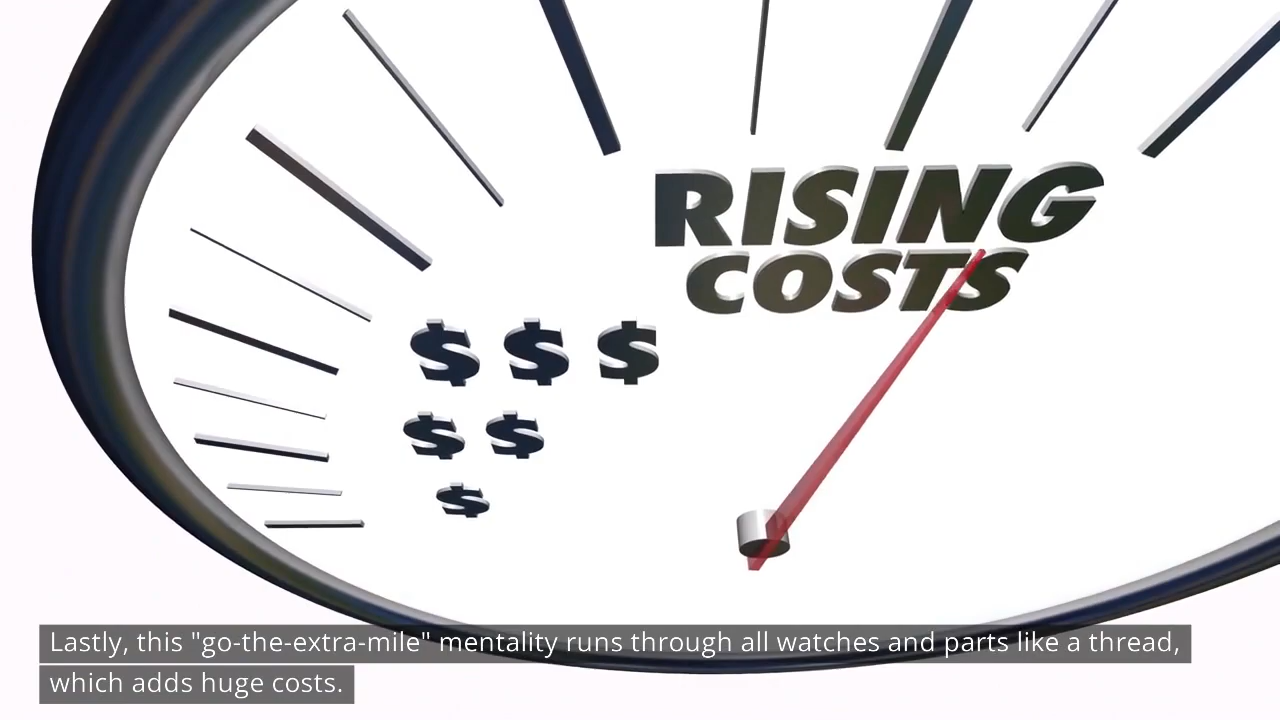 RISING
COSTS
$ $ $
$ $
$
Lastly, this "go-the-extra-mile" mentality runs through all watches and parts like a thread,
which adds huge costs.